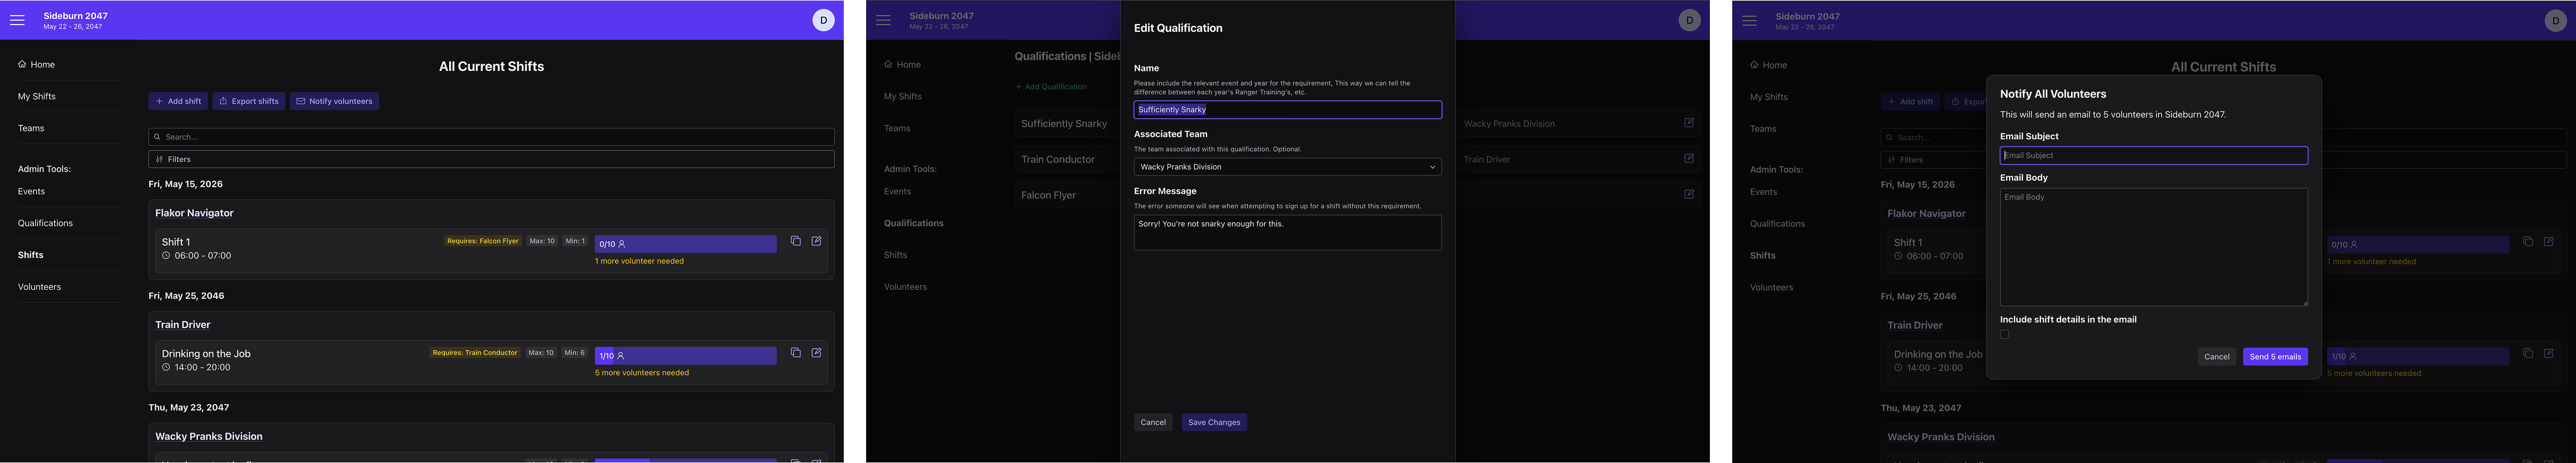 Sideburn 2047
May 22 - 26, 2047
D
Home
My Shifts
Teams
Admin Tools:
Events
Qualifications
Shifts
Volunteers
All Current Shifts
Add shift
Export shifts
Notify volunteers
Search...
Filters
Fri, May 15, 2026
Flakor Navigator
Shift 1
06:00 - 07:00
Requires: Falcon Flyer
Max: 10
Min: 1
0/10
1 more volunteer needed
Fri, May 25, 2046
Train Driver
Drinking on the Job
14:00 - 20:00
Requires: Train Conductor
Max: 10
Min: 6
1/10
5 more volunteers needed
Thu, May 23, 2047
Wacky Pranks Division
Sideburn 2047
May 22 - 26, 2047
D
Home
My Shifts
Teams
Admin Tools:
Events
Qualifications
Shifts
Volunteers
Qualifications | Sidel
+ Add Qualification
Sufficiently Snarky
Wacky Pranks Division
Train Conductor
Train Driver
Falcon Flyer
Edit Qualification
Name
Please include the relevant event and year for the requirement, This way we can tell the
difference between each year's Ranger Training's, etc.
Sufficiently Snarky
Associated Team
The team associated with this qualification. Optional.
Wacky Pranks Division
Error Message
The error someone will see when attempting to sign up for a shift without this requirement.
Sorry! You're not snarky enough for this.
Cancel
Save Changes
Sideburn 2047
May 22 - 26, 2047
D
Home
My Shifts
Teams
Admin Tools:
Events
Qualifications
Shifts
Volunteers
All Current Shifts
Add shift
Expor
Search...
Filters
Fri, May 15, 2026
Flakor Navigator
Shift 1
06:00 - 07:00
0/10
1 more volunteer needed
Fri, May 25, 2046
Train Driver
Drinking on the Job
14:00 - 20:00
1/10
5 more volunteers needed
Thu, May 23, 2047
Wacky Pranks Division
Notify All Volunteers
This will send an email to 5 volunteers in Sideburn 2047.
Email Subject
Email Subject
Email Body
Email Body
Include shift details in the email
Cancel
Send 5 emails